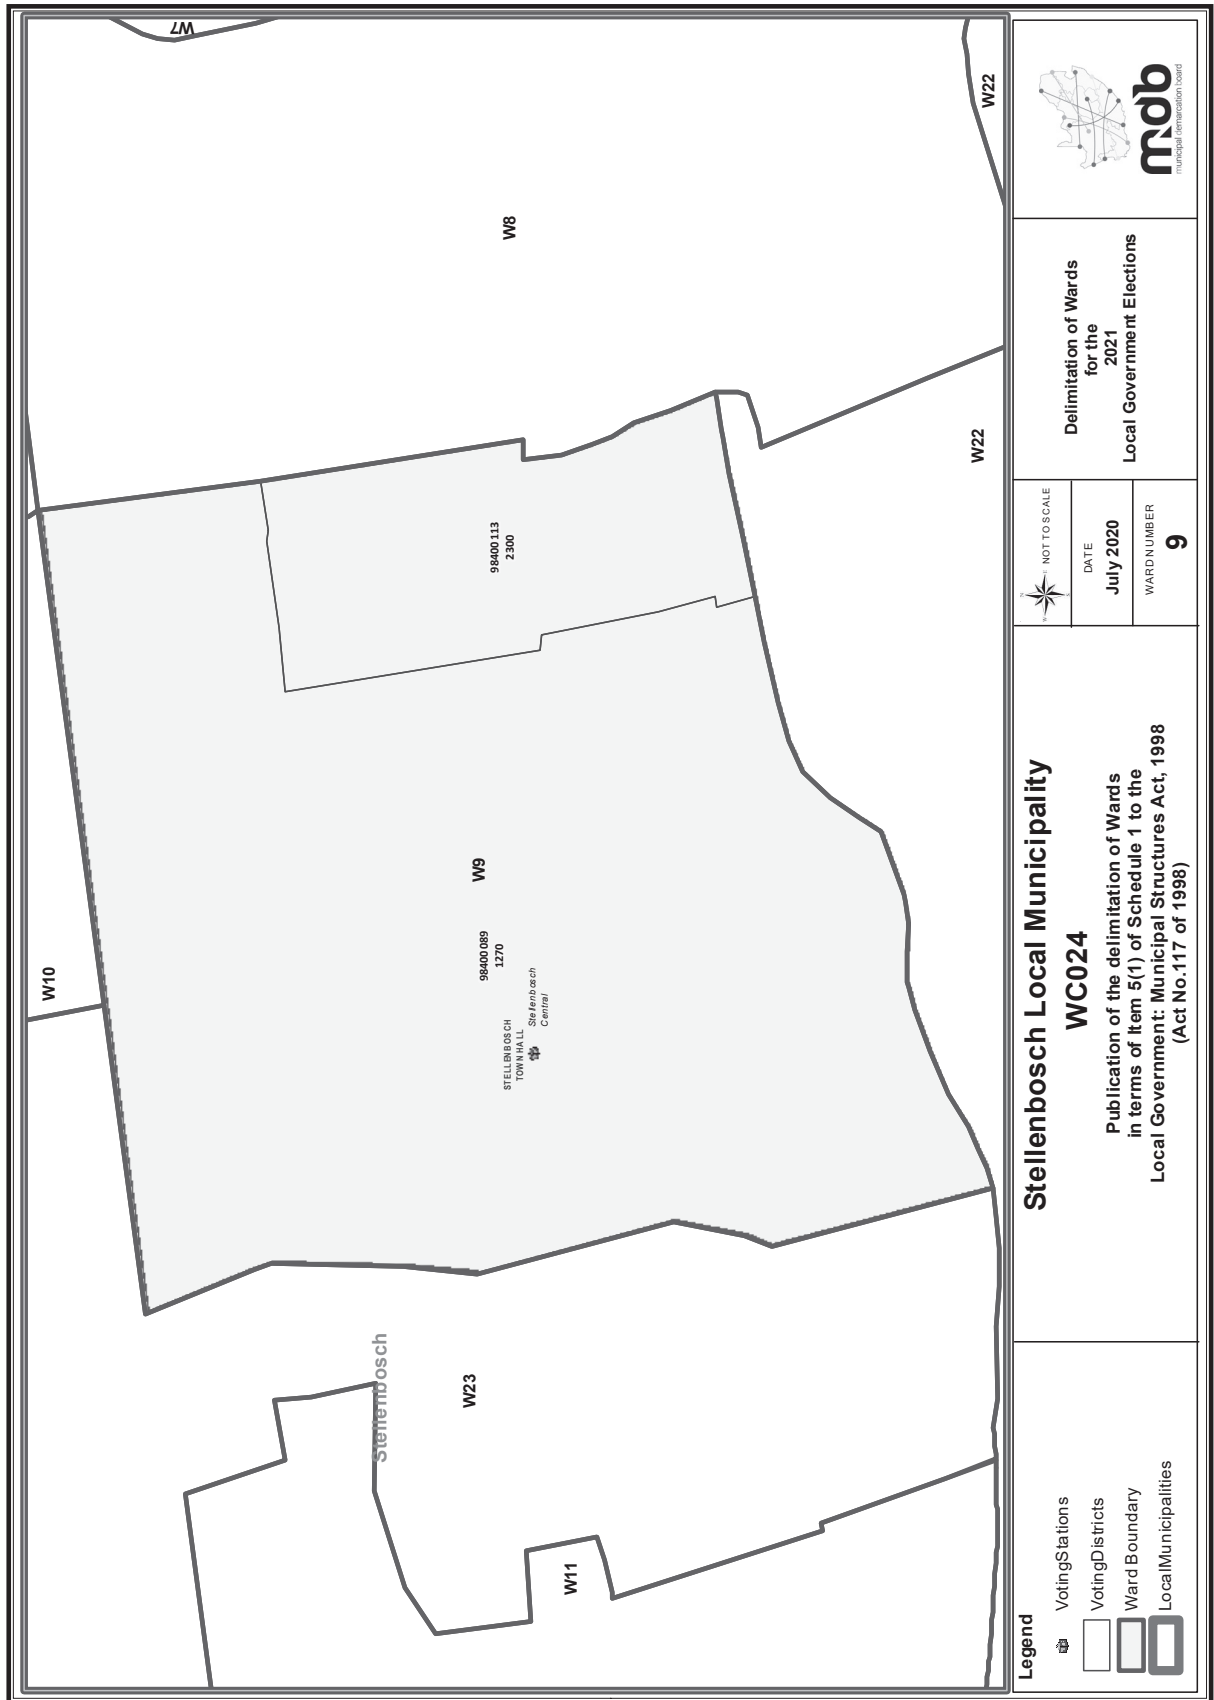 W7
W22
W8
W22
98400113
2300
W10
W9
98400089
1270
STELLENBOSCH
TOWN HALL
Stellenbosch
Central
Stellenbosch
W23
W11
Legend
VotingStations
VotingDistricts
Ward Boundary
LocalMunicipalities
Stellenbosch Local Municipality
WC024
Publication of the delimitation of Wards
in terms of Item 5(1) of Schedule 1 to the
Local Government: Municipal Structures Act, 1998
(Act No.117 of 1998)
N
W E
S
NOT TO SCALE
DATE
July 2020
WARD NUMBER
9
Delimitation of Wards
for the
2021
Local Government Elections
mdb
municipal demarcation board